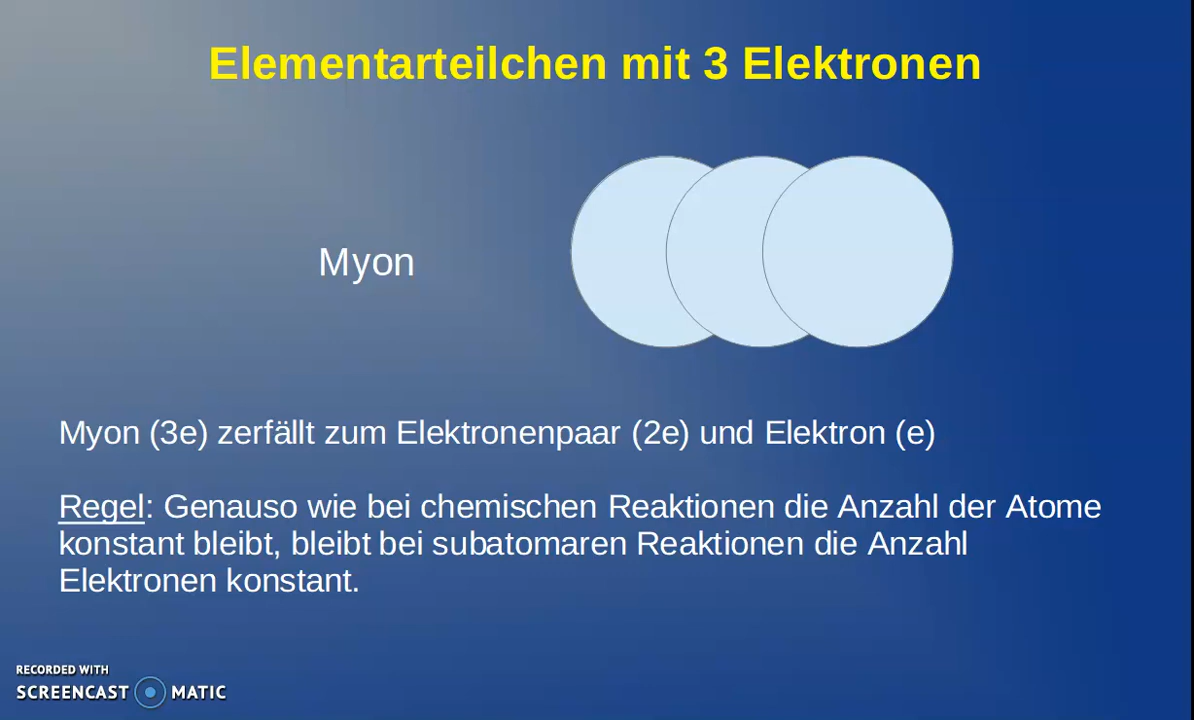 Elementarteilchen mit 3 Elektronen
Myon
Myon (3e) zerfällt zum Elektronenpaar (2e) und Elektron (e)
Regel: Genauso wie bei chemischen Reaktionen die Anzahl der Atome
konstant bleibt, bleibt bei subatomaren Reaktionen die Anzahl
Elektronen konstant.
RECORDED WITH
SCREENCAST MATIC